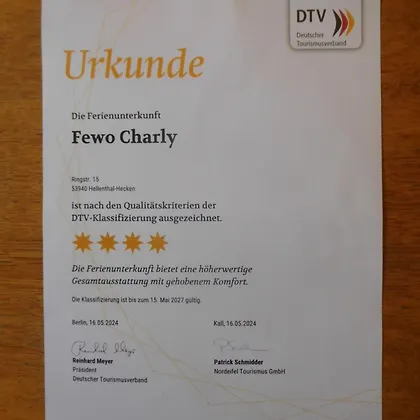 DTV
Deutscher
Tourismusverband
Urkunde
Die Ferienunterkunft
Fewo Charly
Ringstr. 15
53940 Hellenthal-Hecken
ist nach den Qualitätskriterien der
DTV-Klassifizierung ausgezeichnet.
Die Ferienunterkunft bietet eine höherwertige
Gesamtausstattung mit gehobenem Komfort.
Die Klassifizierung ist bis zum 15. Mai 2027 gültig.
Berlin, 16.05.2024
Reinhard Meyer
Präsident
Deutscher Tourismusverband
Kall, 16.05.2024
Patrick Schmidder
Nordeifel Tourismus GmbH